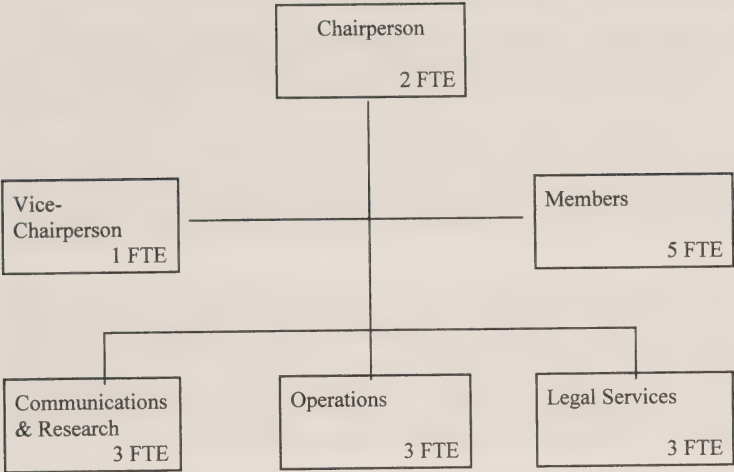 Chairperson
2 FTE
Vice-
Chairperson
1 FTE
Members
5 FTE
Communications
& Research
3 FTE
Operations
3 FTE
Legal Services
3 FTE